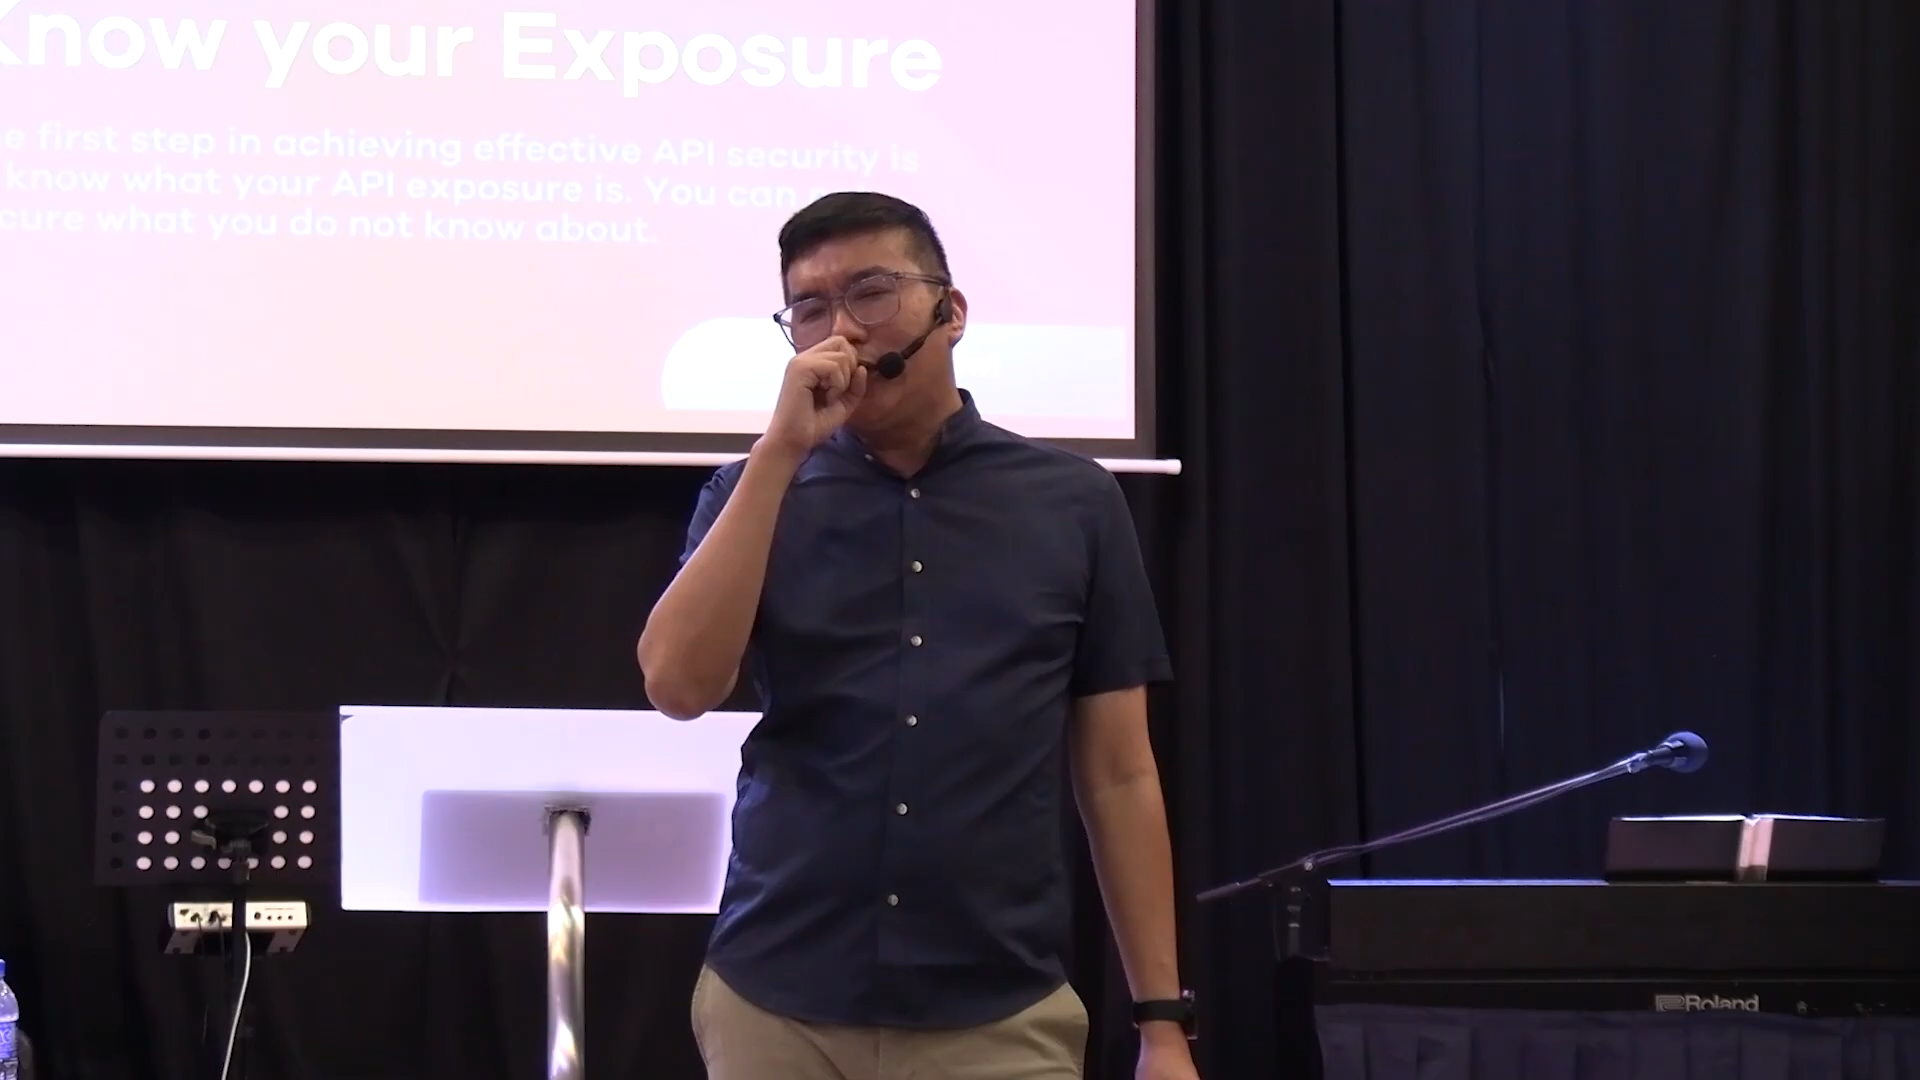 Know your Exposure
e first step in achieving effective API security is
know what your API exposure is. You can
cure what you do not know about.
Roland